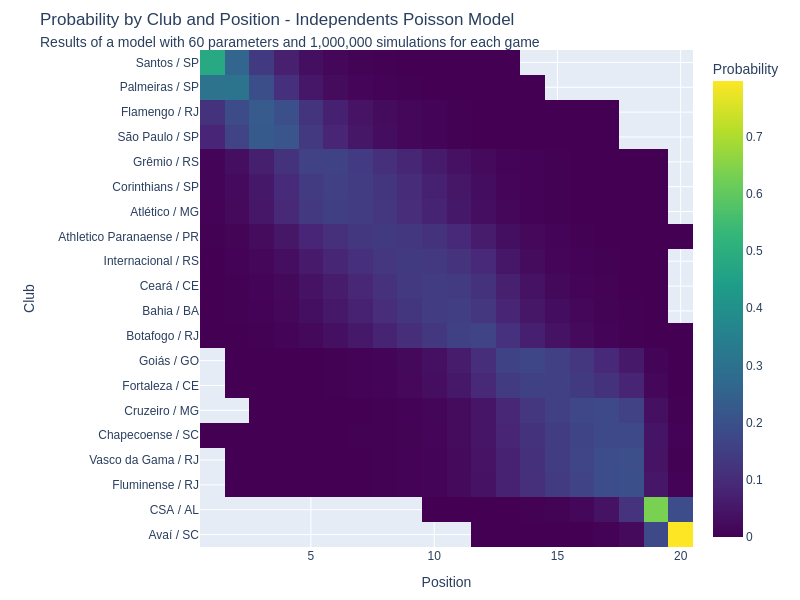 Probability by Club and Position - Independents Poisson Model
Results of a model with 60 parameters and 1,000,000 simulations for each game
Probability
Santos / SP
Palmeiras / SP
Flamengo / RJ
São Paulo / SP
Grêmio / RS
Corinthians / SP
Atlético / MG
Athletico Paranaense / PR
Internacional / RS
Ceará / CE
Bahia / BA
Botafogo / RJ
Goiás / GO
Fortaleza / CE
Cruzeiro / MG
Chapecoense / SC
Vasco da Gama / RJ
Fluminense / RJ
CSA / AL
Avaí / SC
Club
5
10
15
20
Position
0.7
0.6
0.5
0.4
0.3
0.2
0.1
0